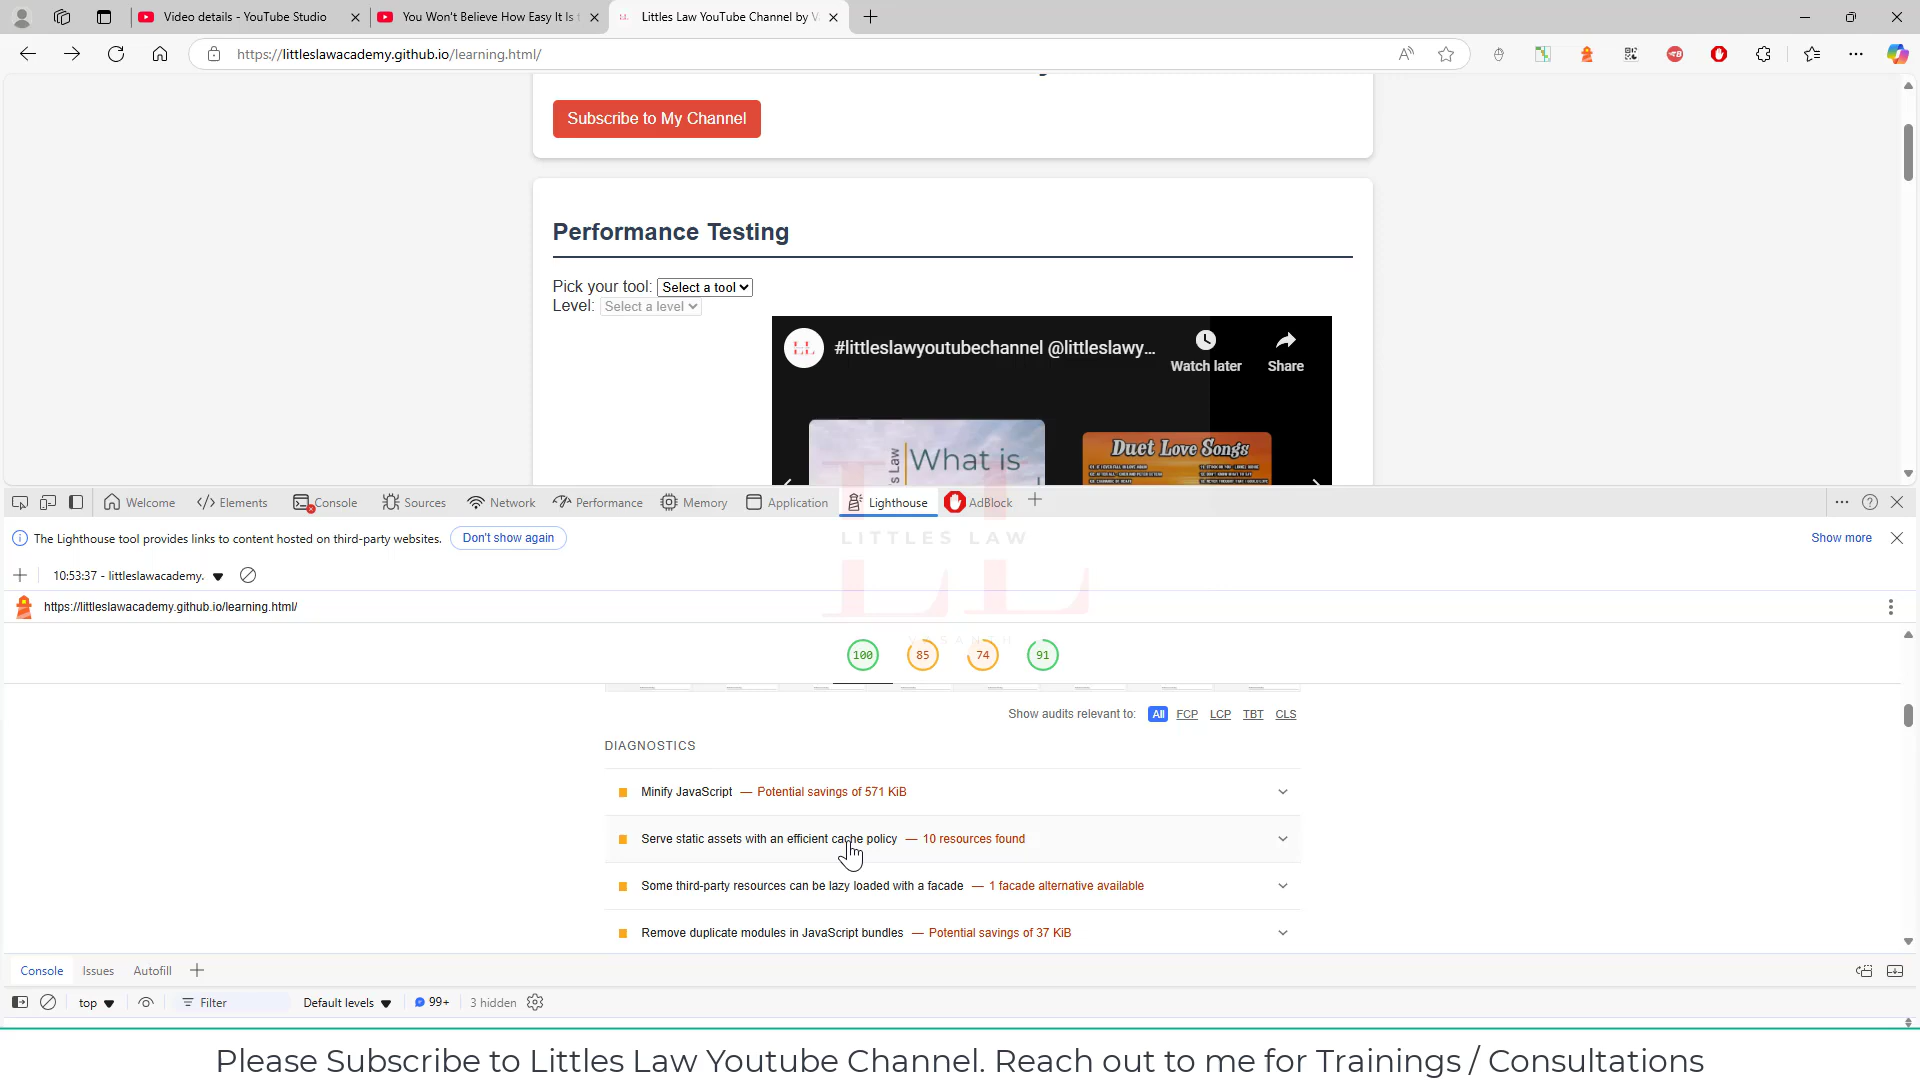 Video details - YouTube Studio
You Won't Believe How Easy It Is
Littles Law YouTube Channel by V
https://littleslawacademy.github.io/learning.html/
Subscribe to My Channel
Performance Testing
Pick your tool: Select a tool
Level: Select a level
LL #littleslawyoutubechannel @littleslawy...
Watch later
Share
s Law
What is
Duet Love Songs
Welcome
Elements
Console
Sources
Network
Performance
Memory
Application
Lighthouse
AdBlock
The Lighthouse tool provides links to content hosted on third-party websites.
Don't show again
Show more
LITTLES LAW
LL
10:53:37 - littleslawacademy.
https://littleslawacademy.github.io/learning.html/
100
85
74
91
Show audits relevant to: All FCP LCP TBT CLS
DIAGNOSTICS
Minify JavaScript — Potential savings of 571 KiB
Serve static assets with an efficient cache policy — 10 resources found
Some third-party resources can be lazy loaded with a facade — 1 facade alternative available
Remove duplicate modules in JavaScript bundles — Potential savings of 37 KiB
Console
Issues
Autofill
top
Filter
Default levels
99+
3 hidden
Please Subscribe to Littles Law Youtube Channel. Reach out to me for Trainings / Consultations